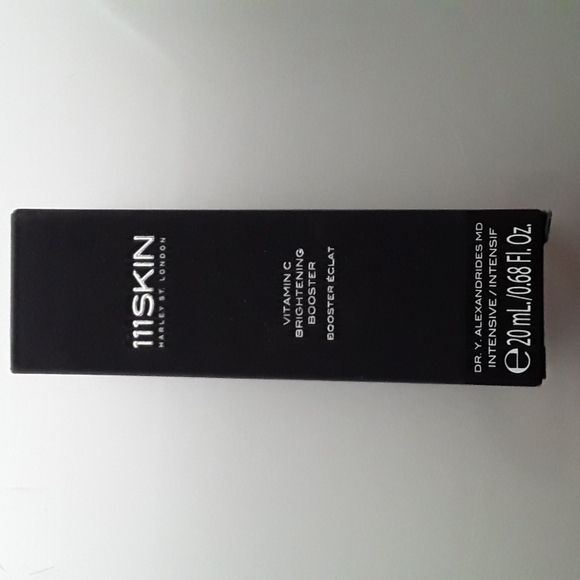 111SKIN
HARLEY ST. LONDON
VITAMIN C
BRIGHTENING
BOOSTER
BOOSTER ÉCLAT
DR. Y. ALEXANDRIDES MD
INTENSIVE / INTENSIF
℮20 mL./0.68 Fl. Oz.